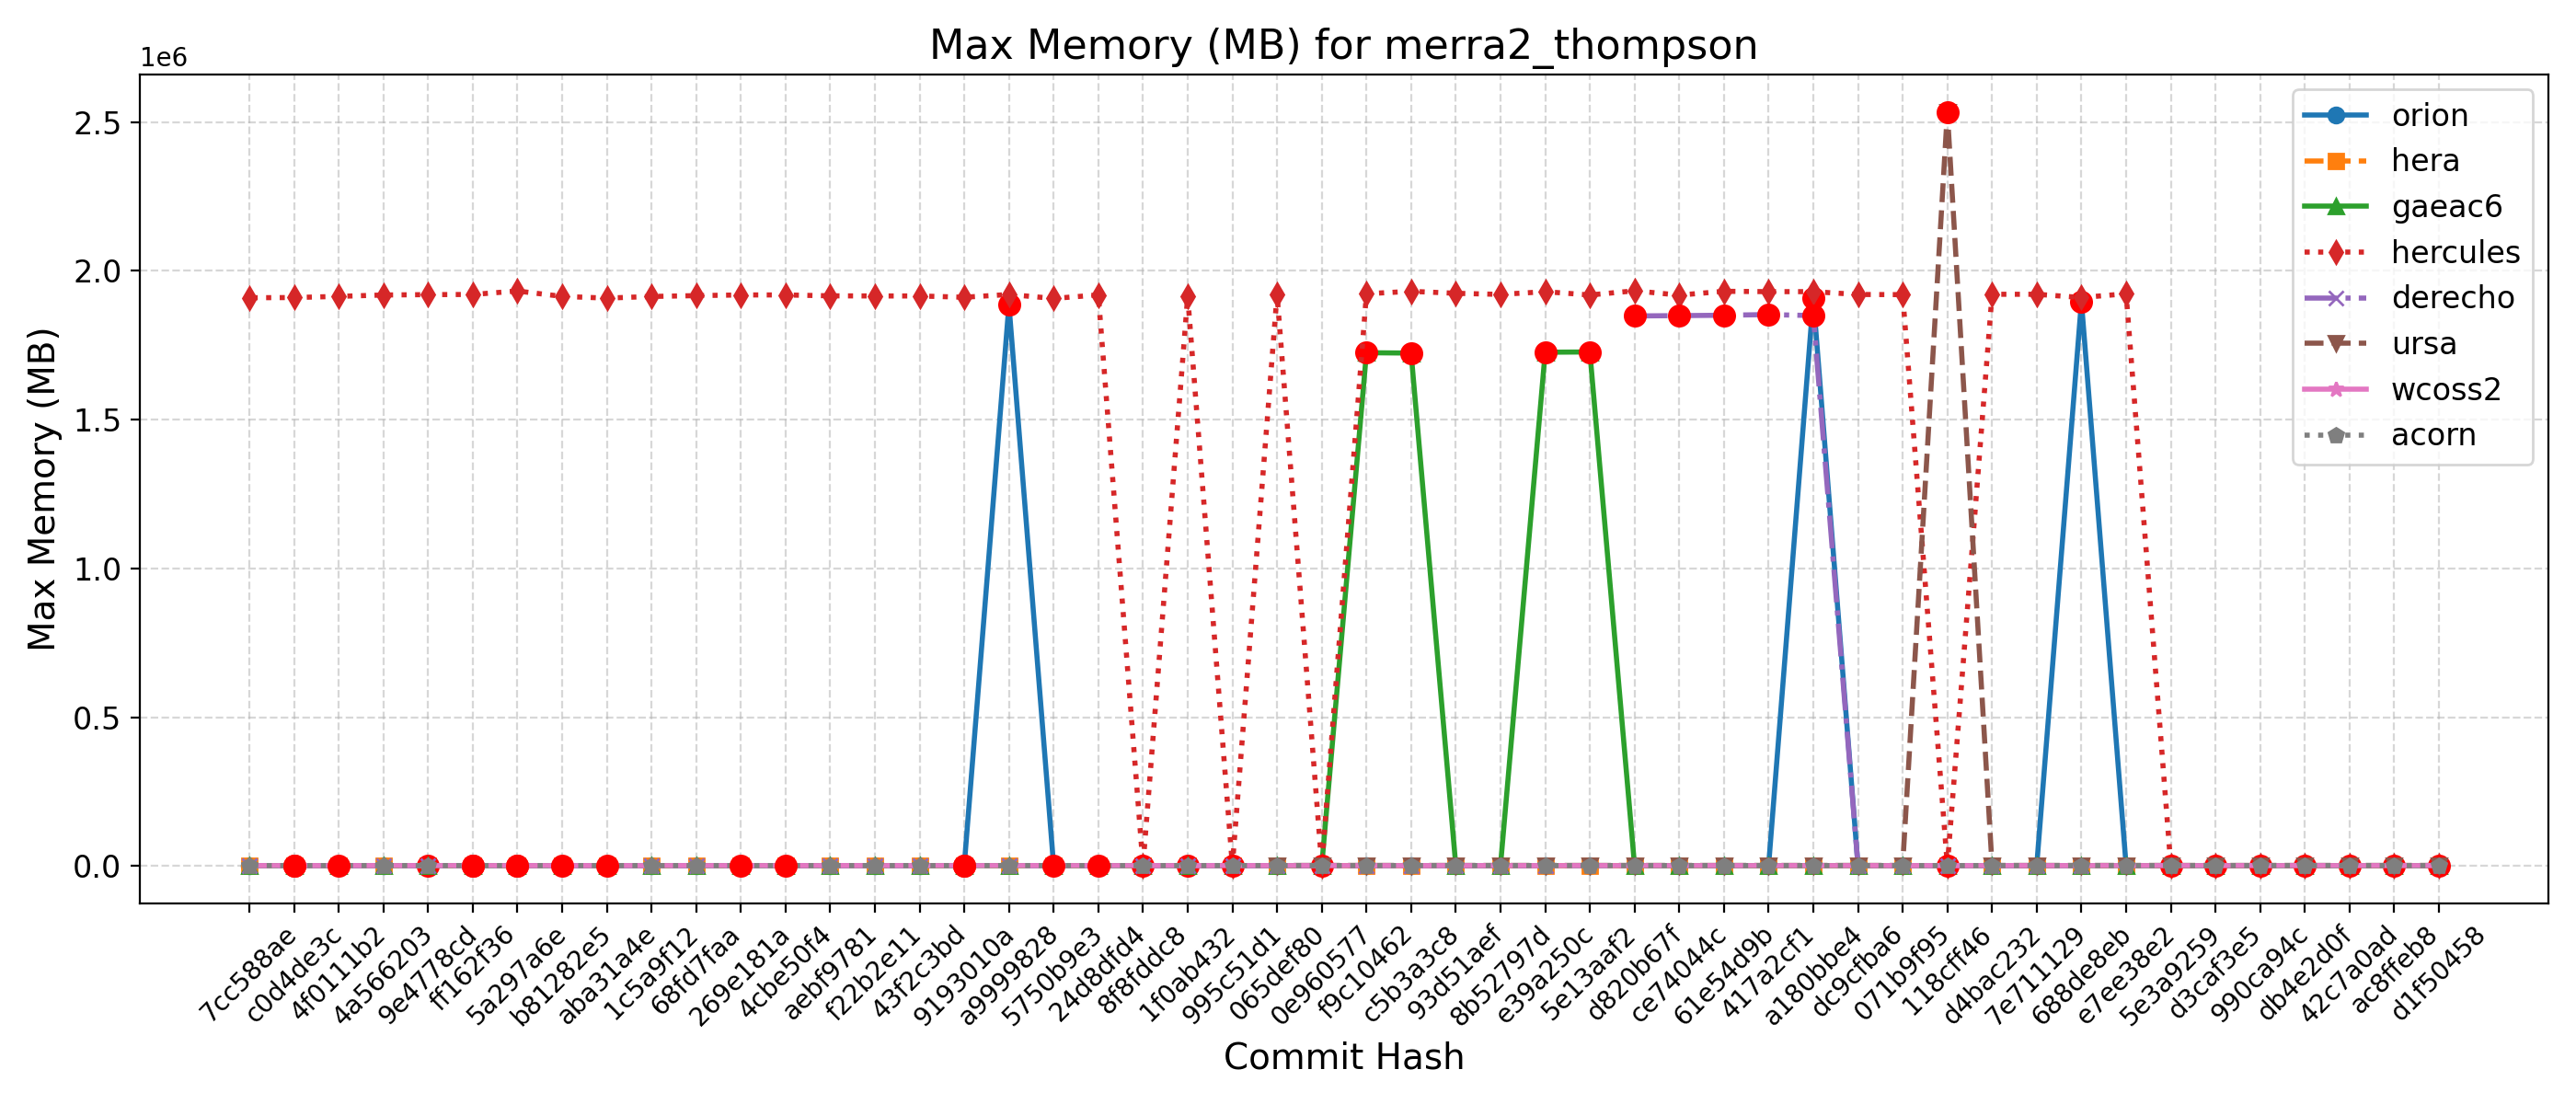 Max Memory (MB) for merra2_thompson
1e6
2.5
2.0
1.5
1.0
0.5
0.0
Max Memory (MB)
orion
hera
gaeac6
hercules
derecho
ursa
wcoss2
acorn
7cc588ae
c0d4de3c
4f0111b2
4a566203
9e4778cd
ff162f36
5a297a6e
b81282e5
aba31a4e
1c5a9f12
68fd7faa
269e181a
4cbe50f4
aebf9781
f22b2e11
43f2c3bd
9193010a
a9999828
5750b9e3
24d8dfd4
8f8fddc8
1f0ab432
995c51d1
065def80
0e960577
f9c10462
c5b3a3c8
93d51aef
8b52797d
e39a250c
5e13aaf2
d820b67f
ce74044c
61e54d9b
417a2cf1
a180bbe4
dc9cfba6
071b9f95
118cff46
d4bac232
7e711129
688de8eb
e7ee38e2
5e3a9259
d3caf3e5
990ca94c
db4e2d0f
42c7a0ad
ac8ffeb8
d1f50458
Commit Hash